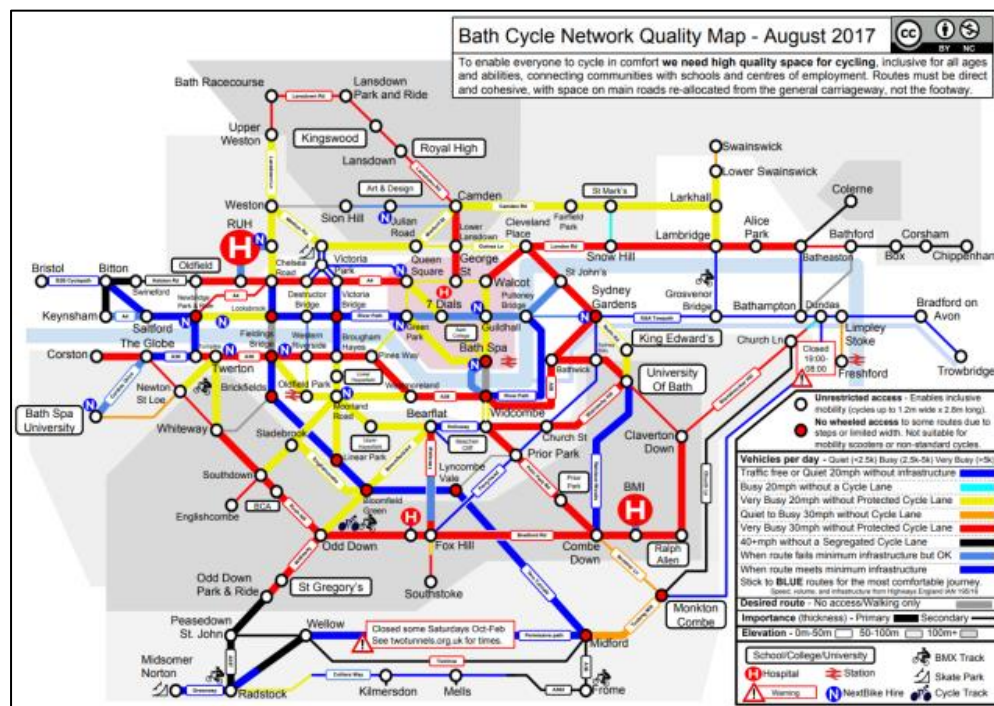 Bath Cycle Network Quality Map - August 2017
BY NC
To enable everyone to cycle in comfort we need high quality space for cycling, inclusive for all ages
and abilities, connecting communities with schools and centres of employment. Routes must be direct
and cohesive, with space on main roads re-allocated from the general carriageway, not the footway.
Bath Racecourse
Lansdown
Park and Ride
Upper
Weston
Kingswood
Royal High
Lansdown
Swainswick
Lower Swainswick
Art & Design
Camden
St Mark's
Larkhall
Colerne
Weston
Sion Hill
Julian
Road
Fairfield
Park
Lower
Lansdown
Cleveland
Place
Alice
Park
Bathford
RUH
H
Chelsea
Road
Victoria
Park
Queen
Square
George
St
Snow Hill
Lambridge
Batheaston
Box
Corsham
Chippenham
Bristol
Bitton
Oldfield
Swineford
Newbridge
Park & Ride
Destructor
Bridge
Victoria
Bridge
7 Dials
Walcot
Pulteney
Bridge
St John's
Sydney
Gardens
Grosvenor
Bridge
Bathampton
Dundas
Bradford on
Avon
Keynsham
Saltford
Fieldings
Bridge
Western
Riverside
Brougham
Hayes
Green
Park
Guildhall
River Path
Church Ln
Limpley
Stoke
Corston
The Globe
Twerton
Pines Way
Bath Spa
King Edward's
Closed
19:00-
08:00
Freshford
Trowbridge
Newton
St Loe
Brickfields
Oldfield Park
Westmoreland
Bathwick
University
Of Bath
Bath Spa
University
Whiteway
Moorland
Road
Bearflat
Widcombe
River Path
Church St
Claverton
Down
Sladebrook
Linear Park
Lyncombe
Vale
Prior Park
Prior
Park
BMI
Southdown
Englishcombe
BCA
Bloomfield
Green
Odd Down
Fox Hill
Combe
Down
Ralph
Allen
Odd Down
Park & Ride
St Gregory's
Southstoke
Monkton
Combe
Peasedown
St. John
Wellow
Closed some Saturdays Oct-Feb
See twotunnels.org.uk for times.
Midford
Midsomer
Norton
Radstock
Kilmersdon
Mells
Frome
Unrestricted access - Enables inclusive
mobility (cycles up to 1.2m wide x 2.8m long).
No wheeled access to some routes due to
steps or limited width. Not suitable for
mobility scooters or non-standard cycles.
Vehicles per day - Quiet (<2.5k) Busy (2.5k-5k) Very Busy (>5k)
Traffic free or Quiet 20mph without infrastructure
Busy 20mph without a Cycle Lane
Very Busy 20mph without Protected Cycle Lane
Quiet to Busy 30mph without Cycle Lane
Very Busy 30mph without Protected Cycle Lane
40+mph without a Segregated Cycle Lane
When route fails minimum infrastructure but OK
When route meets minimum infrastructure
Stick to BLUE routes for the most comfortable journey.
Desired route - No access/Walking only
Importance (thickness) - Primary Secondary
Elevation - 0m-50m 50-100m 100m+
School/College/University
BMX Track
Hospital
Station
Skate Park
Warning
NextBike Hire
Cycle Track